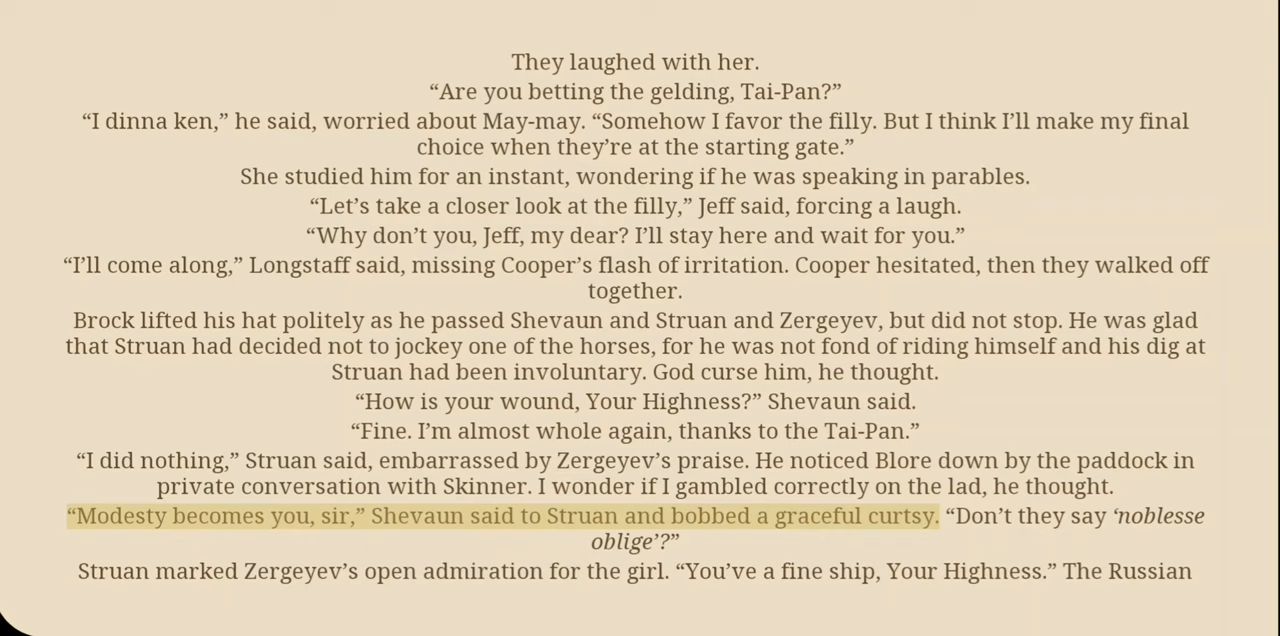 They laughed with her.
“Are you betting the gelding, Tai-Pan?”
“I dinna ken,” he said, worried about May-may. “Somehow I favor the filly. But I think I’ll make my final
choice when they’re at the starting gate.”
She studied him for an instant, wondering if he was speaking in parables.
“Let’s take a closer look at the filly,” Jeff said, forcing a laugh.
“Why don’t you, Jeff, my dear? I’ll stay here and wait for you.”
“I’ll come along,” Longstaff said, missing Cooper’s flash of irritation. Cooper hesitated, then they walked off
together.
Brock lifted his hat politely as he passed Shevaun and Struan and Zergeyev, but did not stop. He was glad
that Struan had decided not to jockey one of the horses, for he was not fond of riding himself and his dig at
Struan had been involuntary. God curse him, he thought.
“How is your wound, Your Highness?” Shevaun said.
“Fine. I’m almost whole again, thanks to the Tai-Pan.”
“I did nothing,” Struan said, embarrassed by Zergeyev’s praise. He noticed Blore down by the paddock in
private conversation with Skinner. I wonder if I gambled correctly on the lad, he thought.
“Modesty becomes you, sir,” Shevaun said to Struan and bobbed a graceful curtsy. “Don’t they say ‘noblesse
oblige’?”
Struan marked Zergeyev’s open admiration for the girl. “You’ve a fine ship, Your Highness.” The Russian